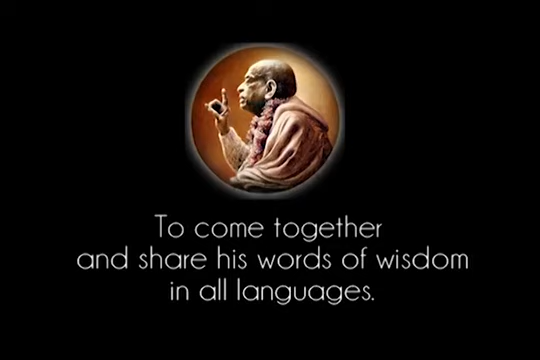 To come together
and share his words of wisdom
in all languages.